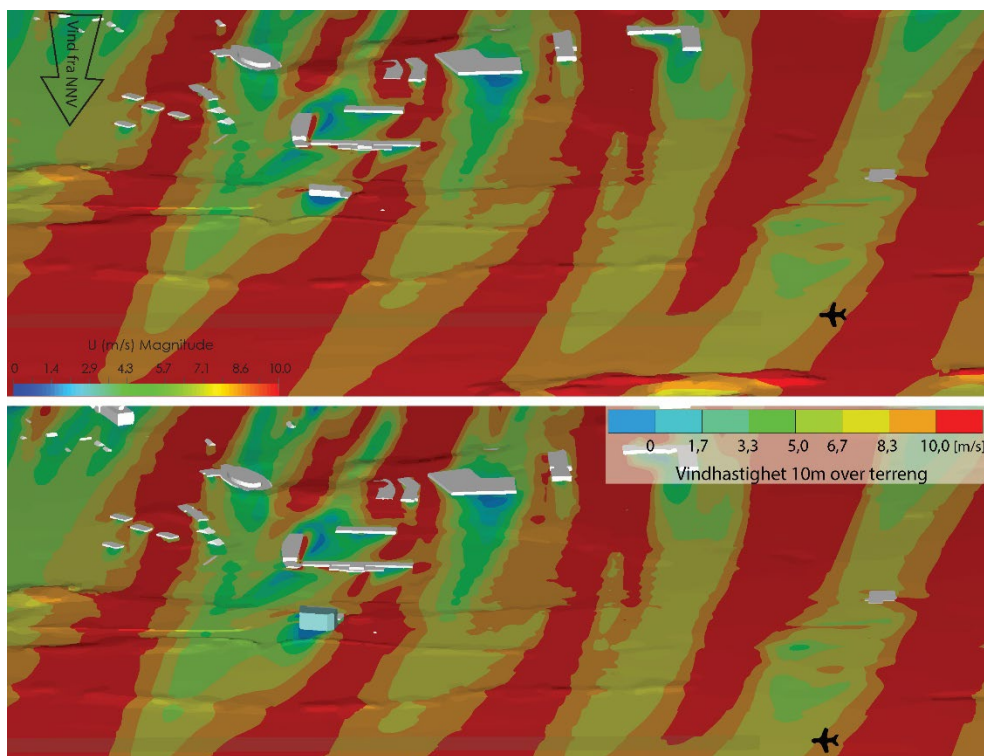 Vind fra NNV
U (m/s) Magnitude
0 1.4 2.9 4.3 5.7 7.1 8.6 10.0
0 1,7 3,3 5,0 6,7 8,3 10,0 [m/s]
Vindhastighet 10m over terreng